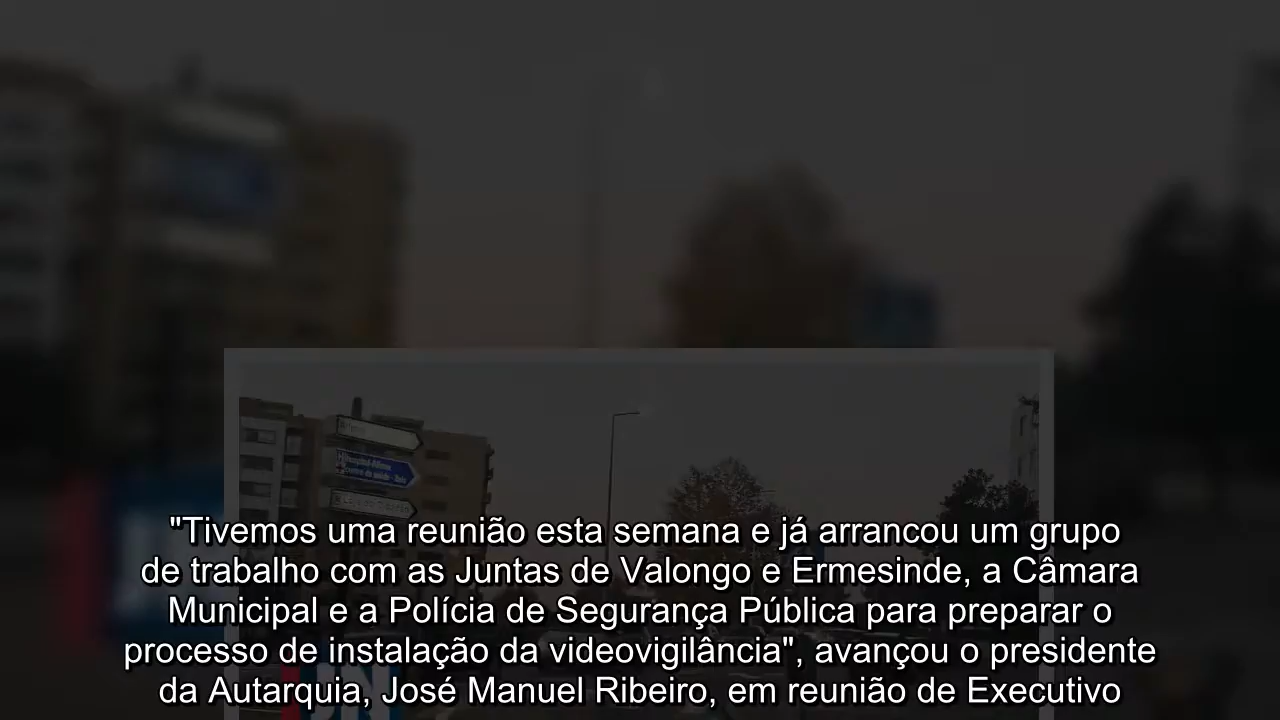 "Tivemos uma reunião esta semana e já arrancou um grupo
de trabalho com as Juntas de Valongo e Ermesinde, a Câmara
Municipal e a Polícia de Segurança Pública para preparar o
processo de instalação da videovigilância", avançou o presidente
da Autarquia, José Manuel Ribeiro, em reunião de Executivo